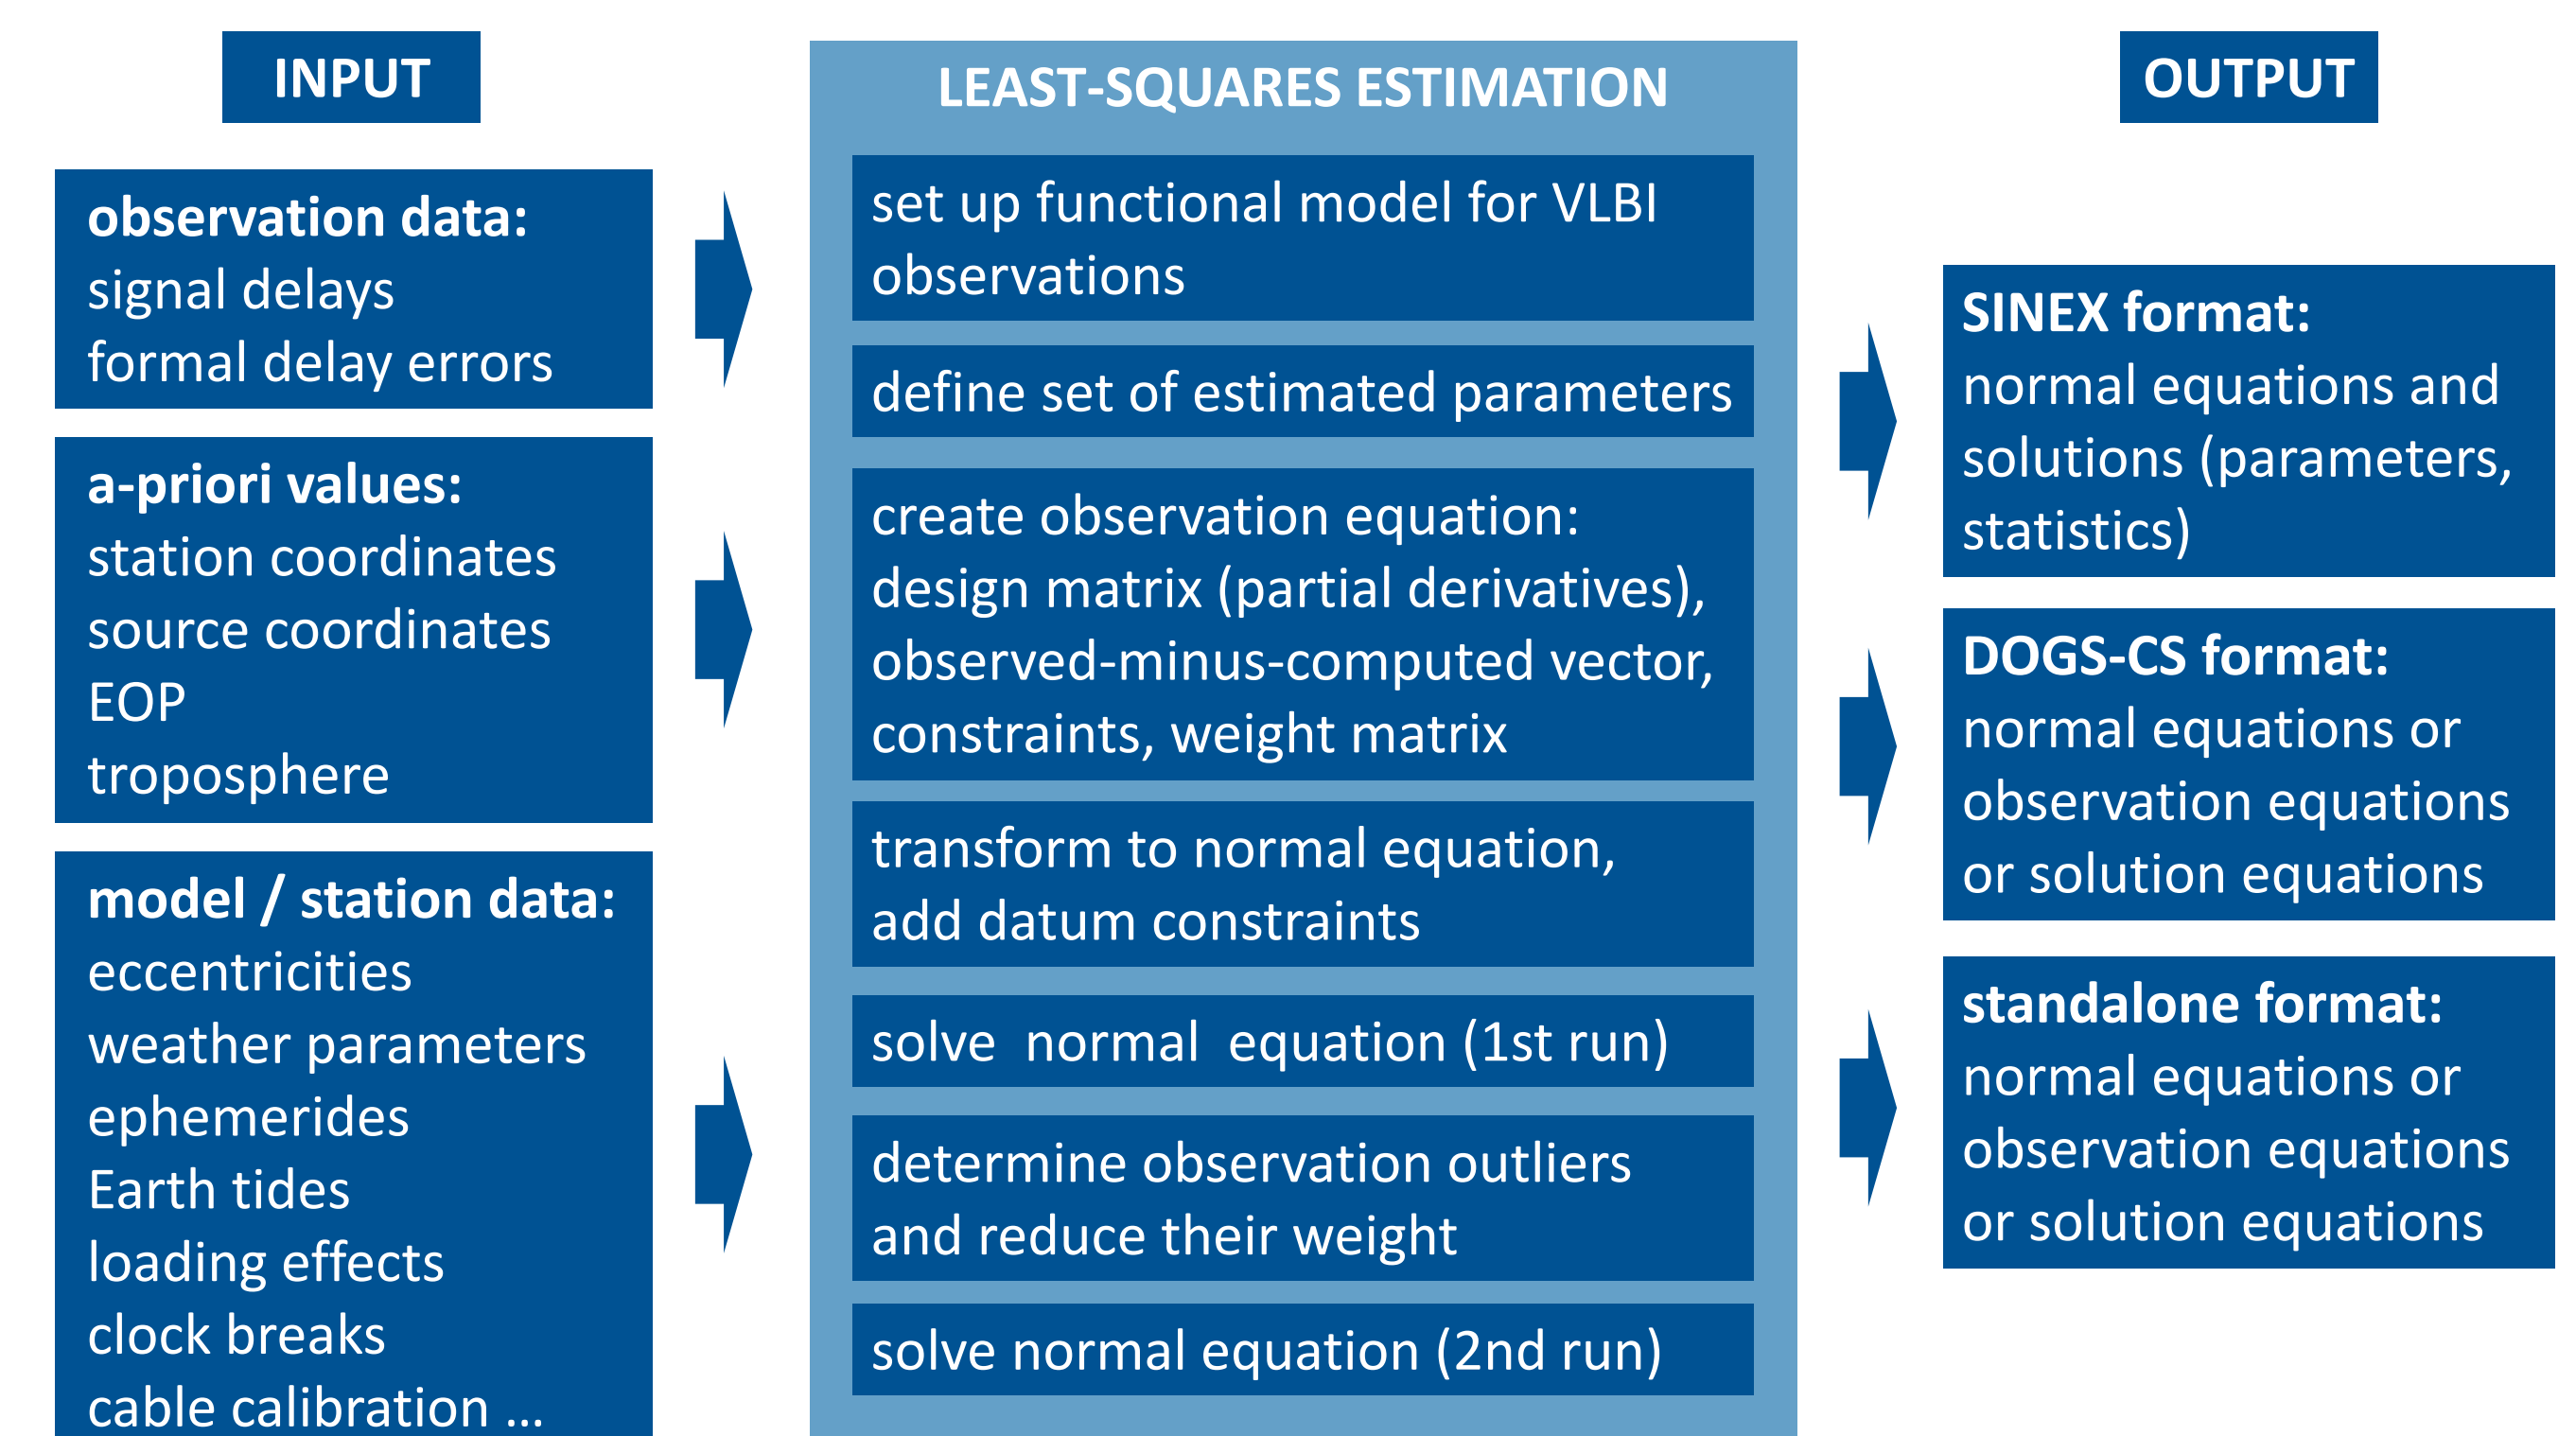 INPUT
observation data:
signal delays
formal delay errors
a-priori values:
station coordinates
source coordinates
EOP
troposphere
model / station data:
eccentricities
weather parameters
ephemerides
Earth tides
loading effects
clock breaks
cable calibration ...
LEAST-SQUARES ESTIMATION
set up functional model for VLBI
observations
define set of estimated parameters
create observation equation:
design matrix (partial derivatives),
observed-minus-computed vector,
constraints, weight matrix
transform to normal equation,
add datum constraints
solve normal equation (1st run)
determine observation outliers
and reduce their weight
solve normal equation (2nd run)
OUTPUT
SINEX format:
normal equations and
solutions (parameters,
statistics)
DOGS-CS format:
normal equations or
observation equations
or solution equations
standalone format:
normal equations or
observation equations
or solution equations